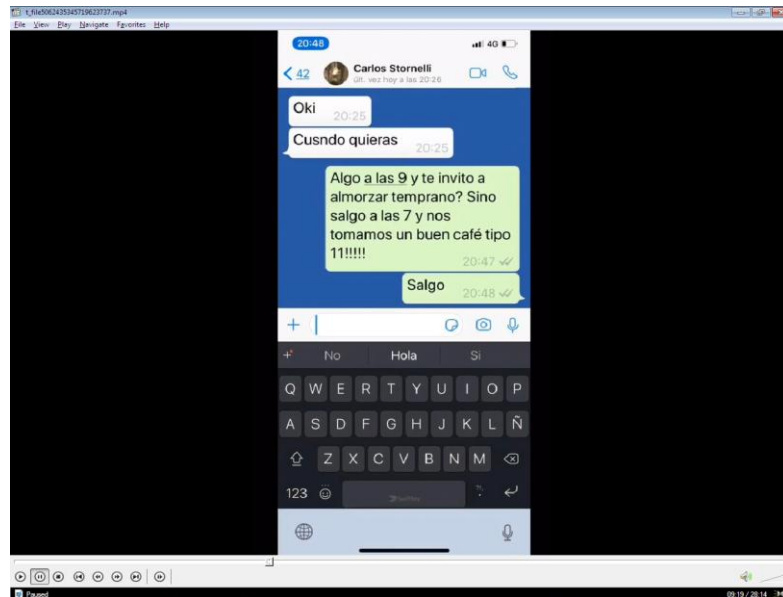 t_file5062435345719623737.mp4
File View Play Navigate Favorites Help
20:48
4G
42
Carlos Stornelli
últ. vez hoy a las 20:26
Oki 20:25
Cusndo quieras 20:25
Algo a las 9 y te invito a
almorzar temprano? Sino
salgo a las 7 y nos
tomamos un buen café tipo
11!!!!!
20:47
Salgo 20:48
No Hola Si
Q W E R T Y U I O P
A S D F G H J K L Ñ
Z X C V B N M
123
Paused 09:19 / 28:14